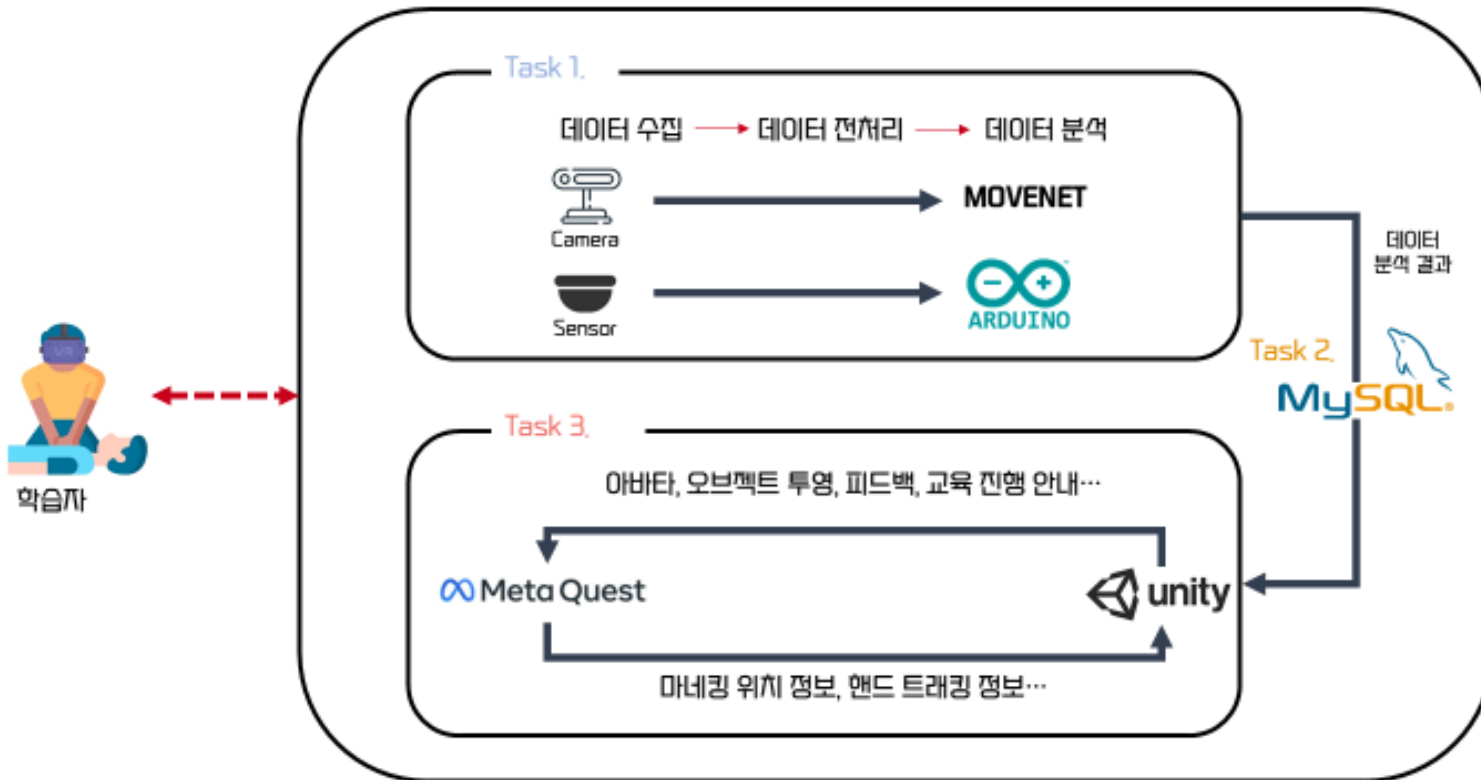 Task 1.
데이터 수집 데이터 전처리 데이터 분석
MOVENET
Camera
ARDUINO
Sensor
데이터
분석 결과
Task 2.
MySQL.
VR
학습자
Task 3.
아바타, 오브젝트 투영, 피드백, 교육 진행 안내…
Meta Quest
unity
마네킹 위치 정보, 핸드 트래킹 정보…